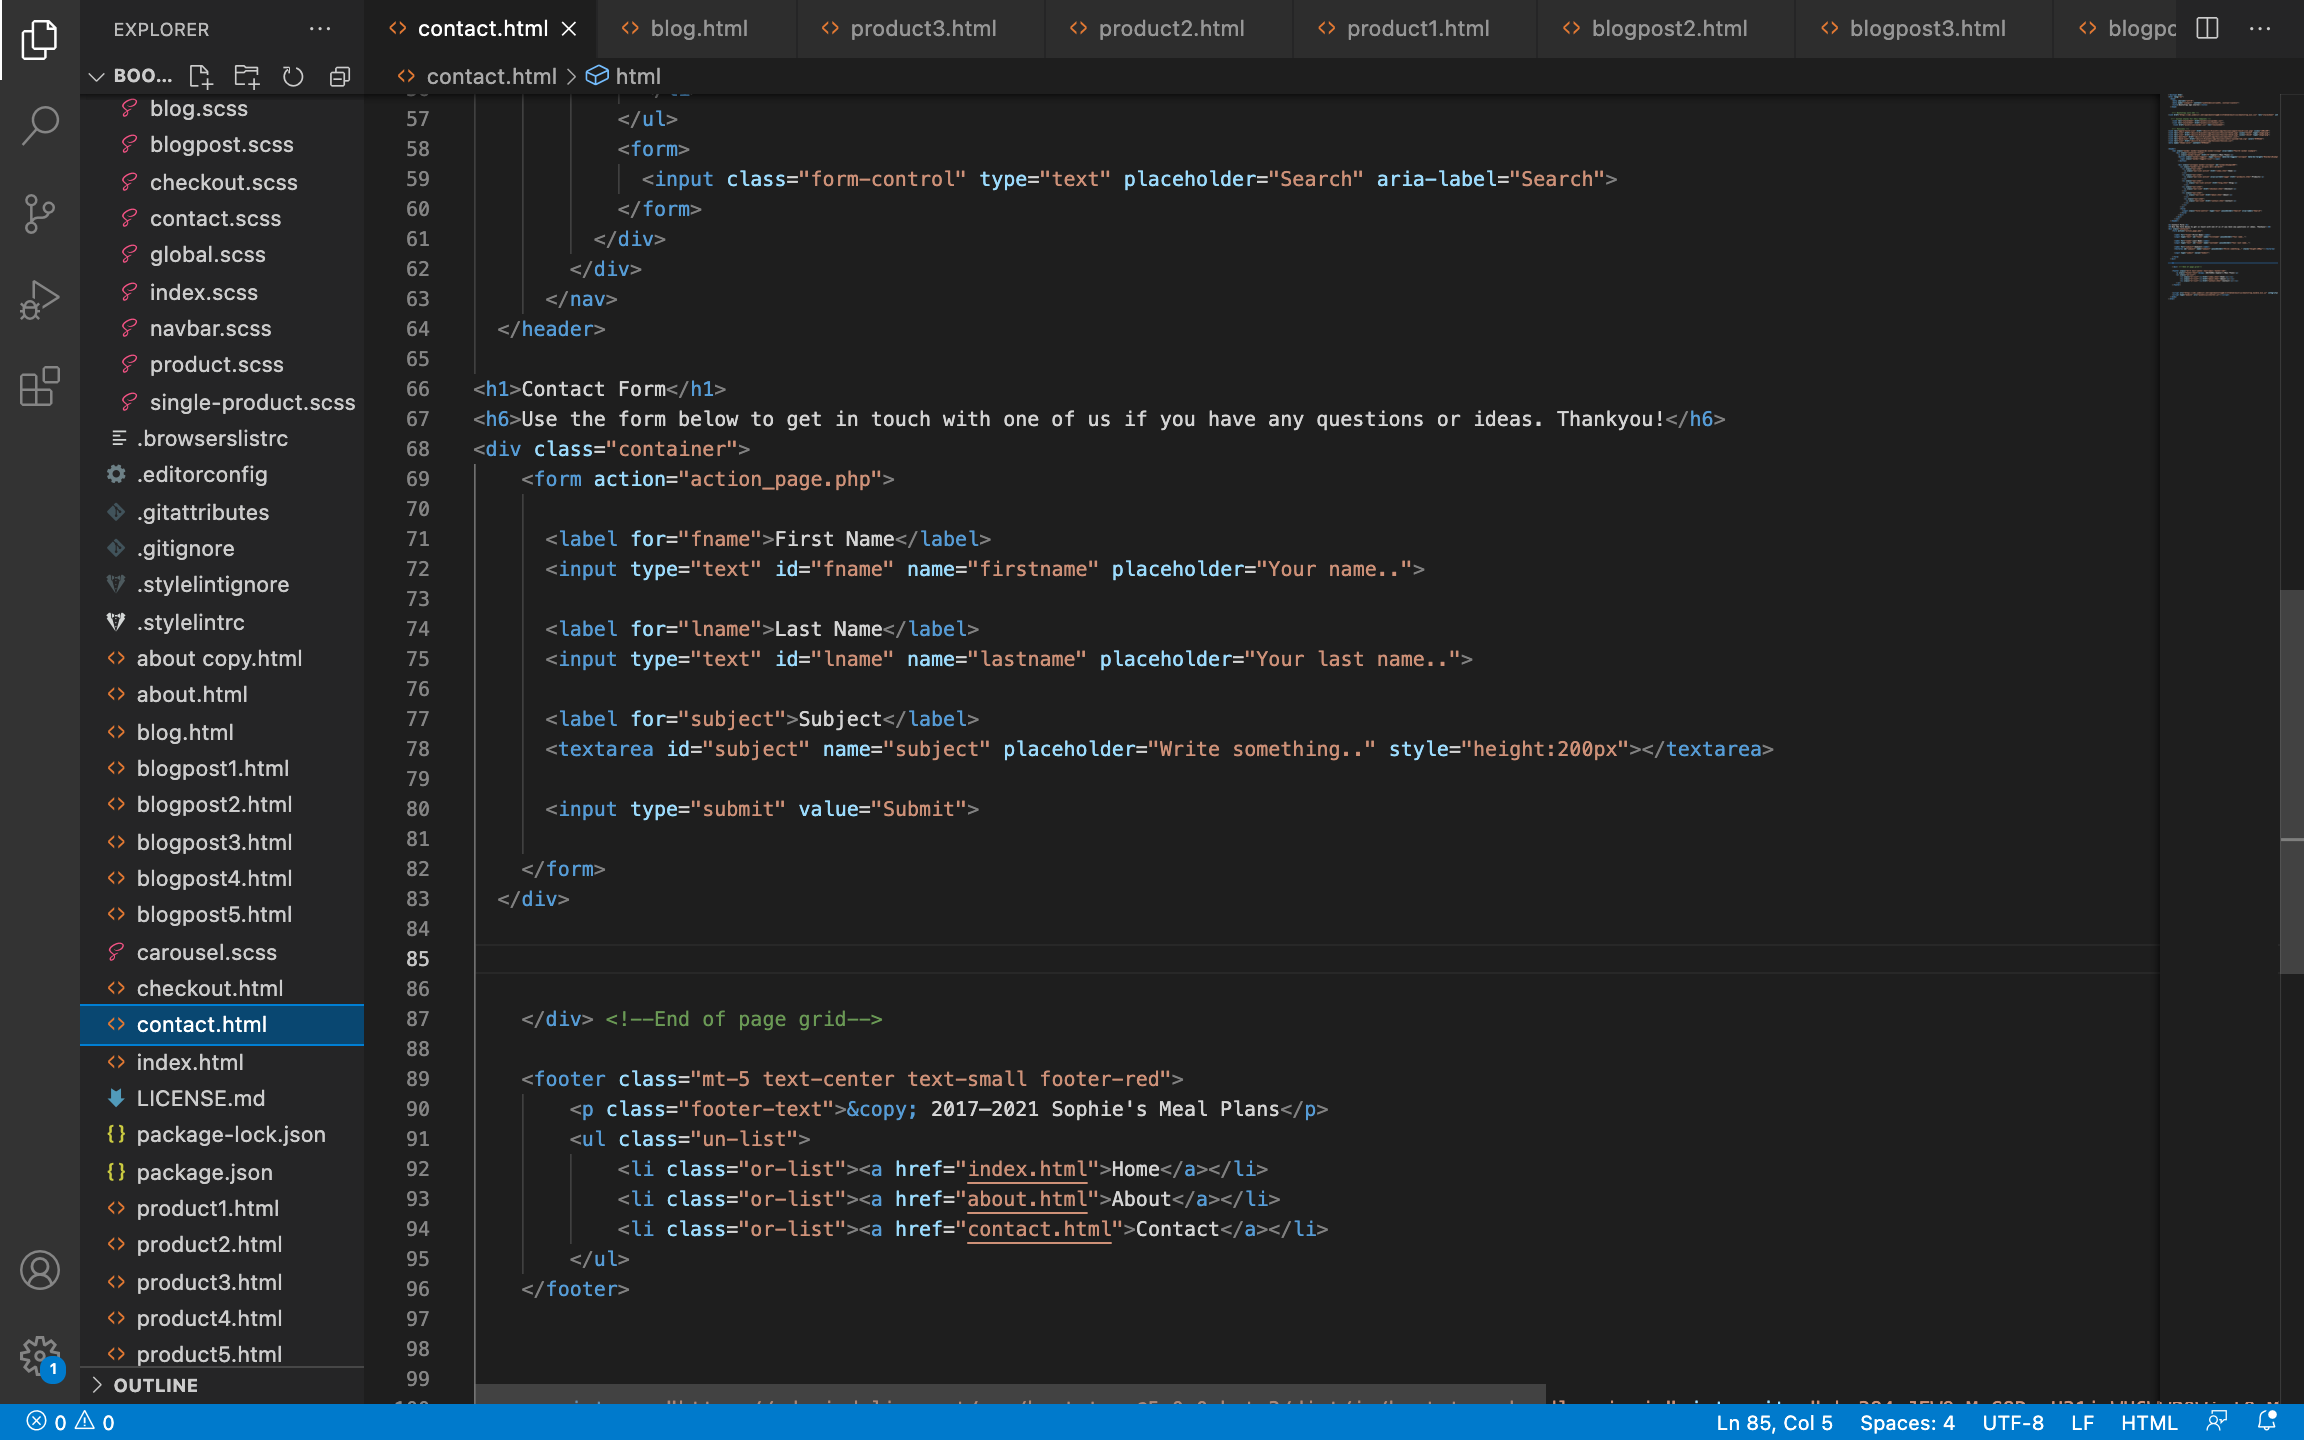 EXPLORER
BOO...
blog.scss
blogpost.scss
checkout.scss
contact.scss
global.scss
index.scss
navbar.scss
product.scss
single-product.scss
.browserslistrc
.editorconfig
.gitattributes
.gitignore
.stylelintignore
.stylelintrc
about copy.html
about.html
blog.html
blogpost1.html
blogpost2.html
blogpost3.html
blogpost4.html
blogpost5.html
carousel.scss
checkout.html
contact.html
index.html
LICENSE.md
package-lock.json
package.json
product1.html
product2.html
product3.html
product4.html
product5.html
OUTLINE
1
contact.html blog.html product3.html product2.html product1.html blogpost2.html blogpost3.html blogpo
contact.html > html
57 </ul>
58 <form>
59 <input class="form-control" type="text" placeholder="Search" aria-label="Search">
60 </form>
61 </div>
62 </div>
63 </nav>
64 </header>
65
66 <h1>Contact Form</h1>
67 <h6>Use the form below to get in touch with one of us if you have any questions or ideas. Thankyou!</h6>
68 <div class="container">
69 <form action="action_page.php">
70
71 <label for="fname">First Name</label>
72 <input type="text" id="fname" name="firstname" placeholder="Your name..">
73
74 <label for="lname">Last Name</label>
75 <input type="text" id="lname" name="lastname" placeholder="Your last name..">
76
77 <label for="subject">Subject</label>
78 <textarea id="subject" name="subject" placeholder="Write something.." style="height:200px"></textarea>
79
80 <input type="submit" value="Submit">
81
82 </form>
83 </div>
84
85
86
87 </div> <!--End of page grid-->
88
89 <footer class="mt-5 text-center text-small footer-red">
90 <p class="footer-text">&copy; 2017–2021 Sophie's Meal Plans</p>
91 <ul class="un-list">
92 <li class="or-list"><a href="index.html">Home</a></li>
93 <li class="or-list"><a href="about.html">About</a></li>
94 <li class="or-list"><a href="contact.html">Contact</a></li>
95 </ul>
96 </footer>
97
98
99
0 0 Ln 85, Col 5 Spaces: 4 UTF-8 LF HTML